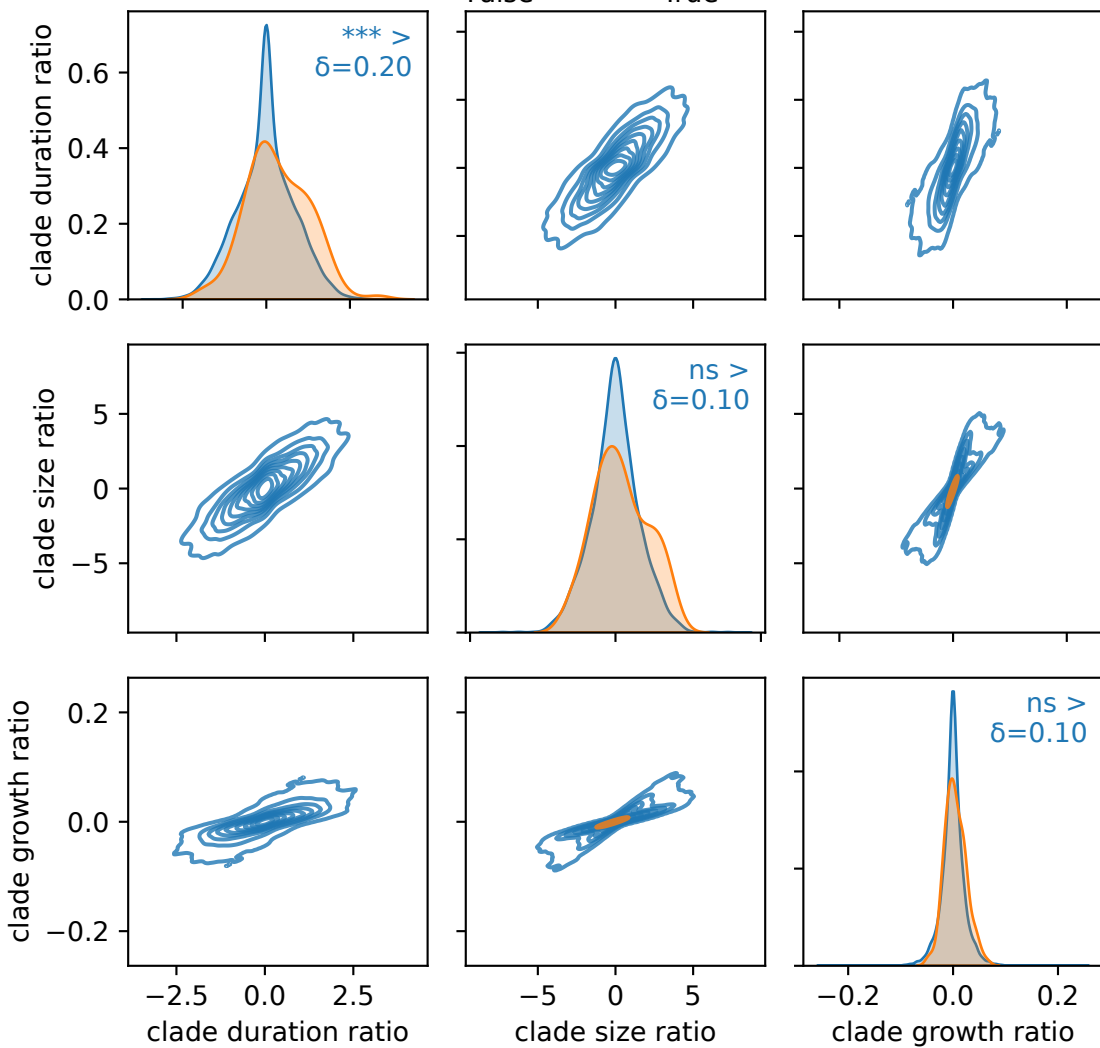 clade duration ratio
0.6
0.4
0.2
0.0
*** >
δ=0.20
clade size ratio
5
0
−5
ns >
δ=0.10
clade growth ratio
0.2
0.0
−0.2
ns >
δ=0.10
−2.5 0.0 2.5
−5 0 5
−0.2 0.0 0.2
clade duration ratio
clade size ratio
clade growth ratio